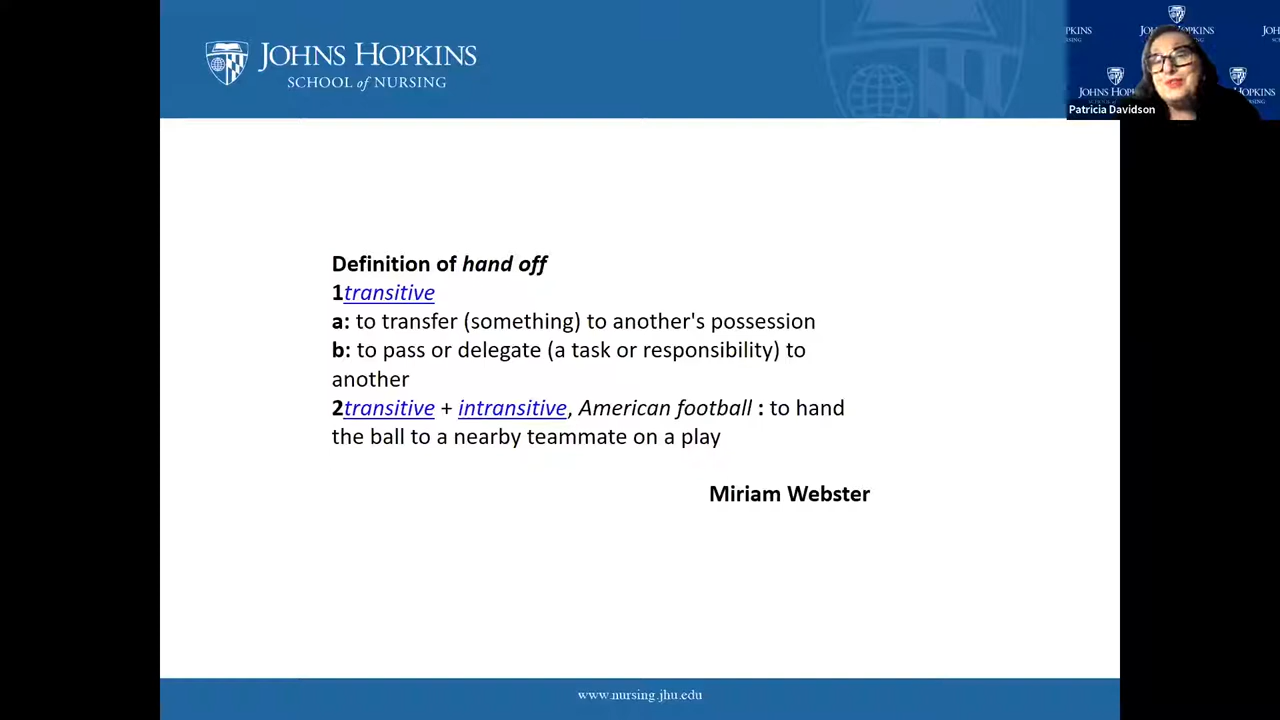 JOHNS HOPKINS
SCHOOL of NURSING
JOHNS HOPKINS
Patricia Davidson
Definition of hand off
1transitive
a: to transfer (something) to another's possession
b: to pass or delegate (a task or responsibility) to
another
2transitive + intransitive, American football : to hand
the ball to a nearby teammate on a play
Miriam Webster
www.nursing.jhu.edu